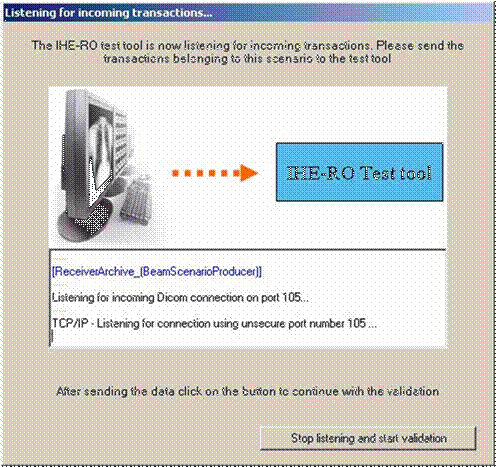 Listening for incoming transactions...
The IHE-RO test tool is now listening for incoming transactions. Please send the
transactions belonging to this scenario to the test tool
IHE-RO Test tool
[ReceiverArchive_(BeamScenarioProducer)]
Listening for incoming Dicom connection on port 105...
TCP/IP - Listening for connection using unsecure port number 105 ...
After sending the data click on the button to continue with the validation
Stop listening and start validation